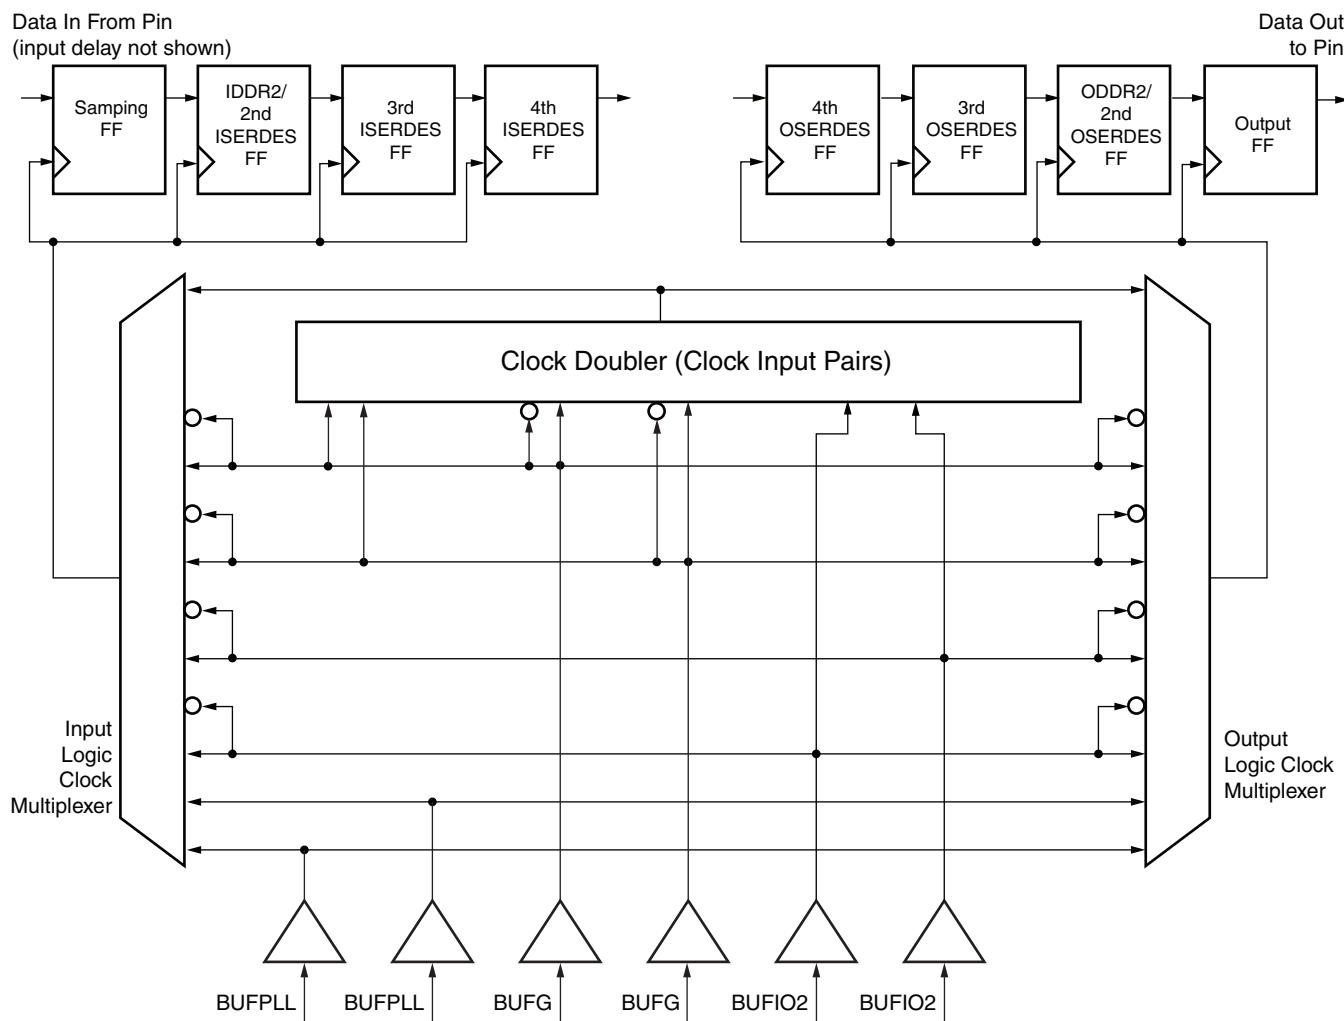 Data In From Pin
(input delay not shown)
Data Out
to Pin
Samping
FF
IDDR2/
2nd
ISERDES
FF
3rd
ISERDES
FF
4th
ISERDES
FF
4th
OSERDES
FF
3rd
OSERDES
FF
ODDR2/
2nd
OSERDES
FF
Output
FF
Clock Doubler (Clock Input Pairs)
Input
Logic
Clock
Multiplexer
Output
Logic Clock
Multiplexer
BUFPLL
BUFPLL
BUFG
BUFG
BUFIO2
BUFIO2